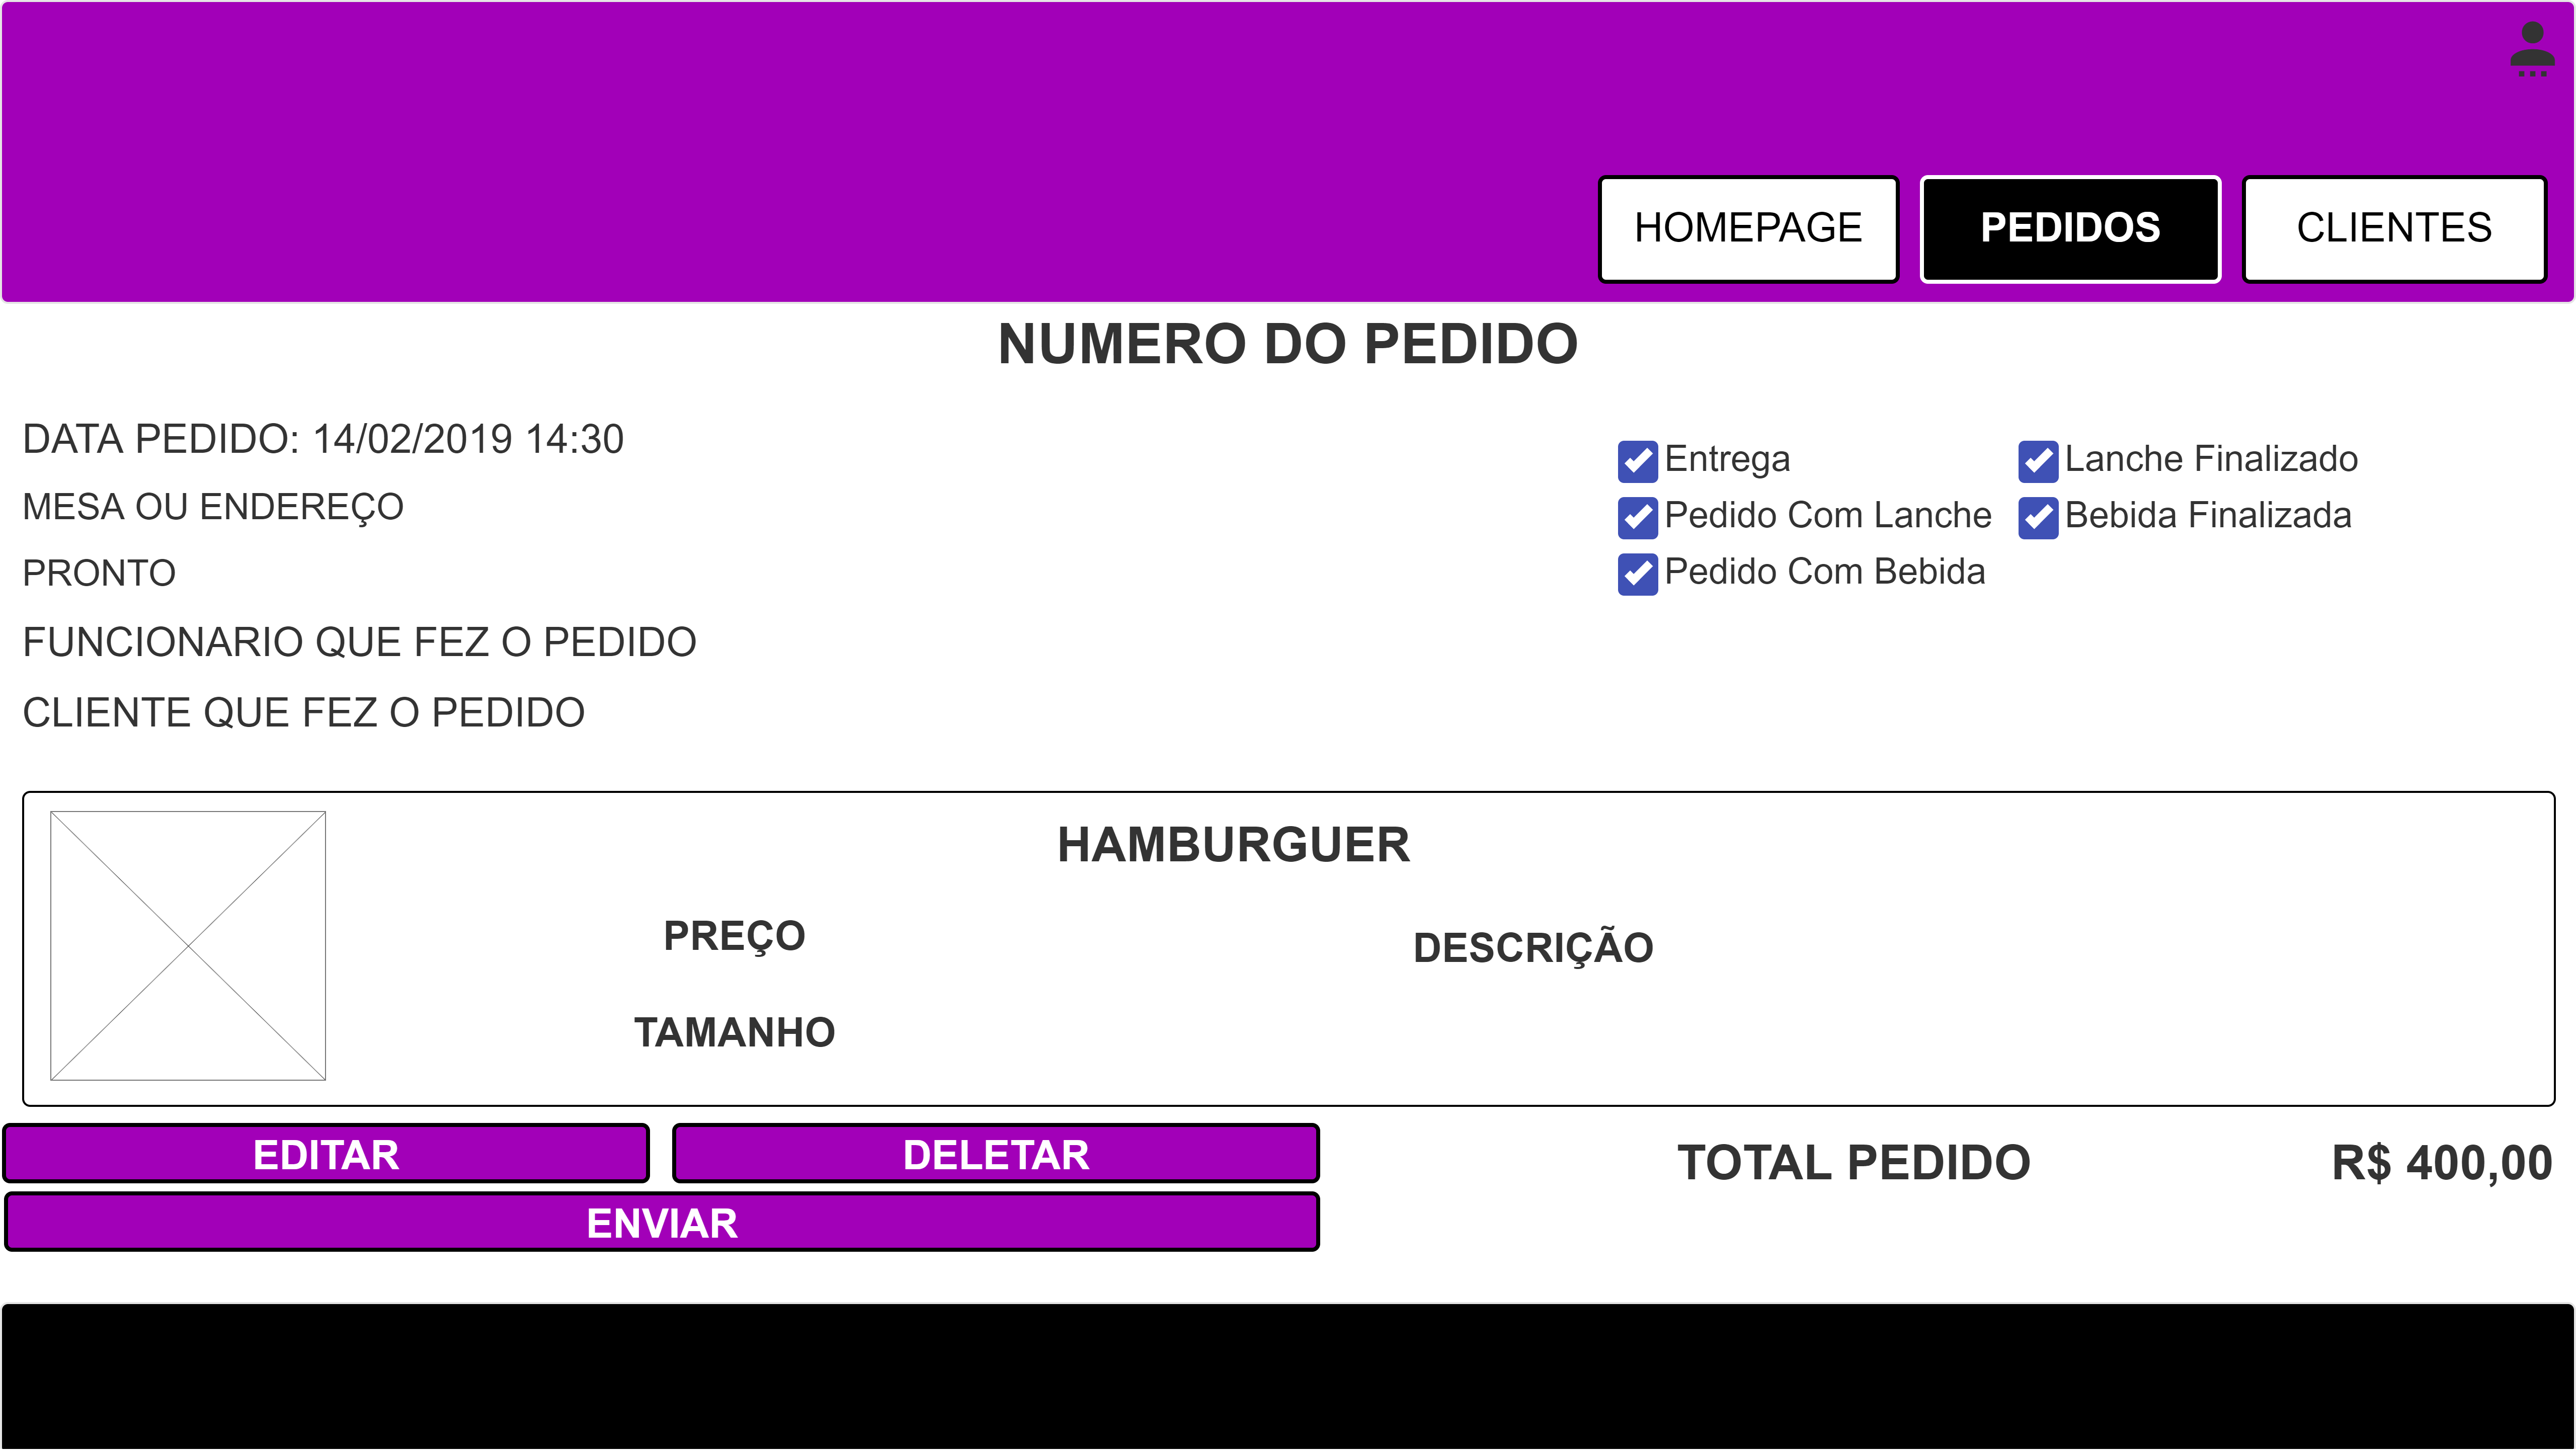 HOMEPAGE PEDIDOS CLIENTES
NUMERO DO PEDIDO
DATA PEDIDO: 14/02/2019 14:30
MESA OU ENDEREÇO
PRONTO
FUNCIONARIO QUE FEZ O PEDIDO
CLIENTE QUE FEZ O PEDIDO
Entrega
Pedido Com Lanche
Pedido Com Bebida
Lanche Finalizado
Bebida Finalizada
HAMBURGUER
PREÇO
TAMANHO
DESCRIÇÃO
EDITAR DELETAR
ENVIAR
TOTAL PEDIDO R$ 400,00